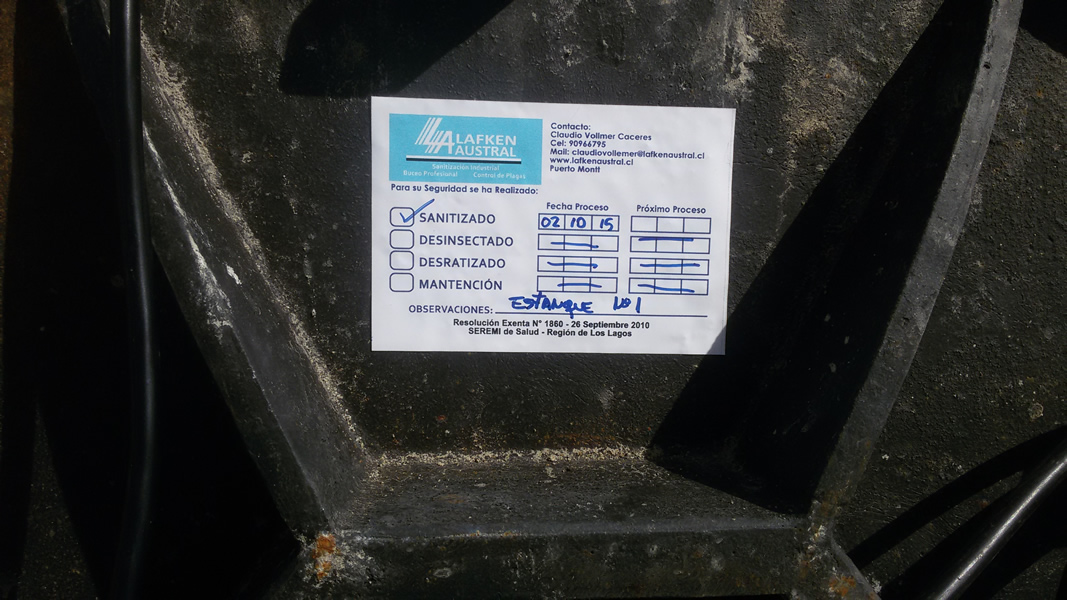 LAFKEN
AUSTRAL
Sanitización Industrial
Buceo Profesional Control de Plagas
Contacto:
Claudio Vollmer Caceres
Cel: 90966795
Mail: claudiovollemer@lafkenaustral.cl
www.lafkenaustral.cl
Puerto Montt
Para su Seguridad se ha Realizado:
Fecha Proceso Próximo Proceso
SANITIZADO 02 10 15
DESINSECTADO
DESRATIZADO
MANTENCIÓN
OBSERVACIONES: ESTANQUE Nº1
Resolución Exenta N° 1860 - 26 Septiembre 2010
SEREMI de Salud - Región de Los Lagos